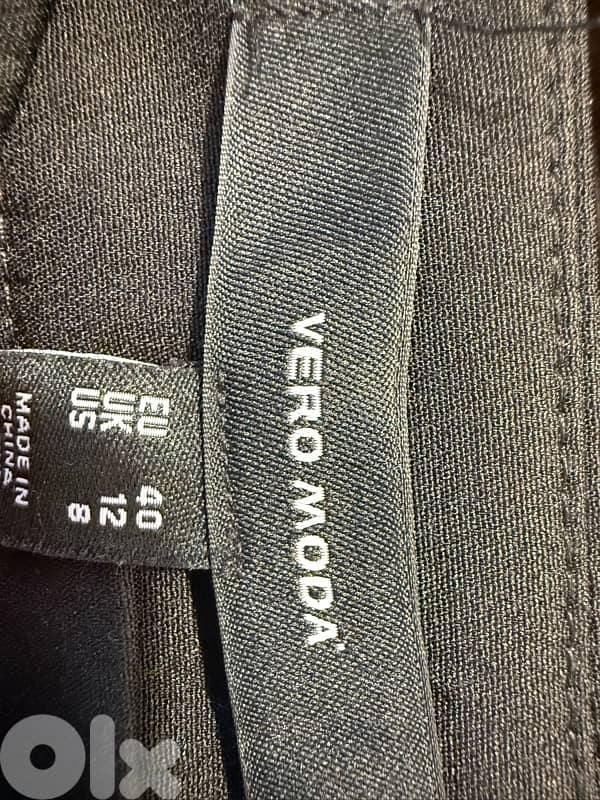 VERO MODA
EU 40
UK 12
US 8
MADE IN
CHINA
OLX